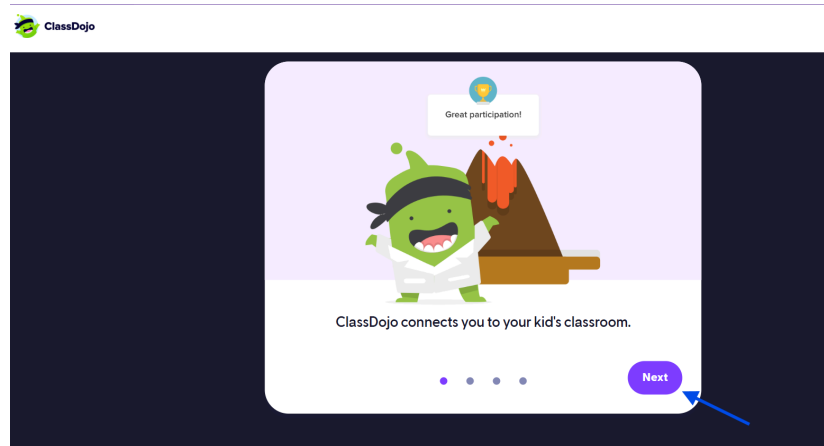 ClassDojo
Great participation!
ClassDojo connects you to your kid's classroom.
Next